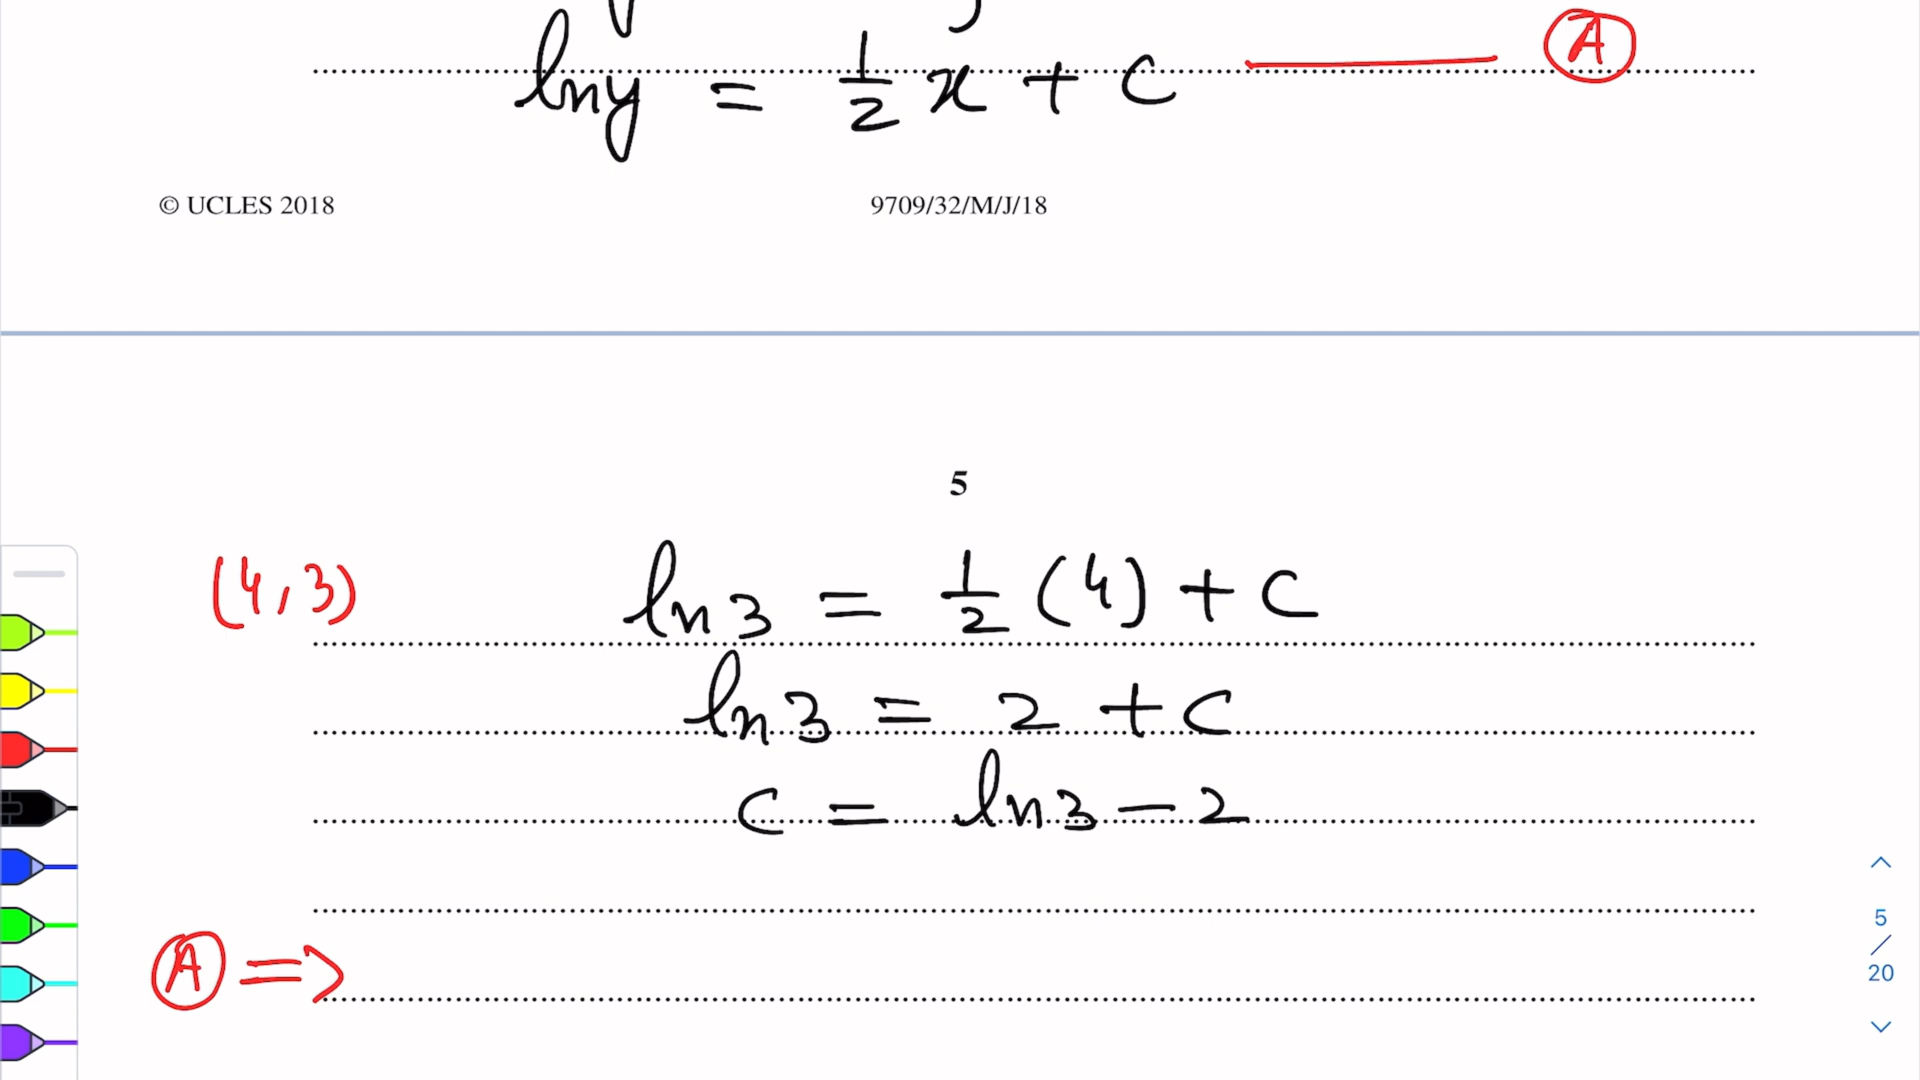 ln y = 1/2 x + c ——— Ⓐ
© UCLES 2018 9709/32/M/J/18
5
(4,3) ln 3 = 1/2 (4) + c
ln 3 = 2 + c
c = ln 3 - 2
Ⓐ =>
5
/
20